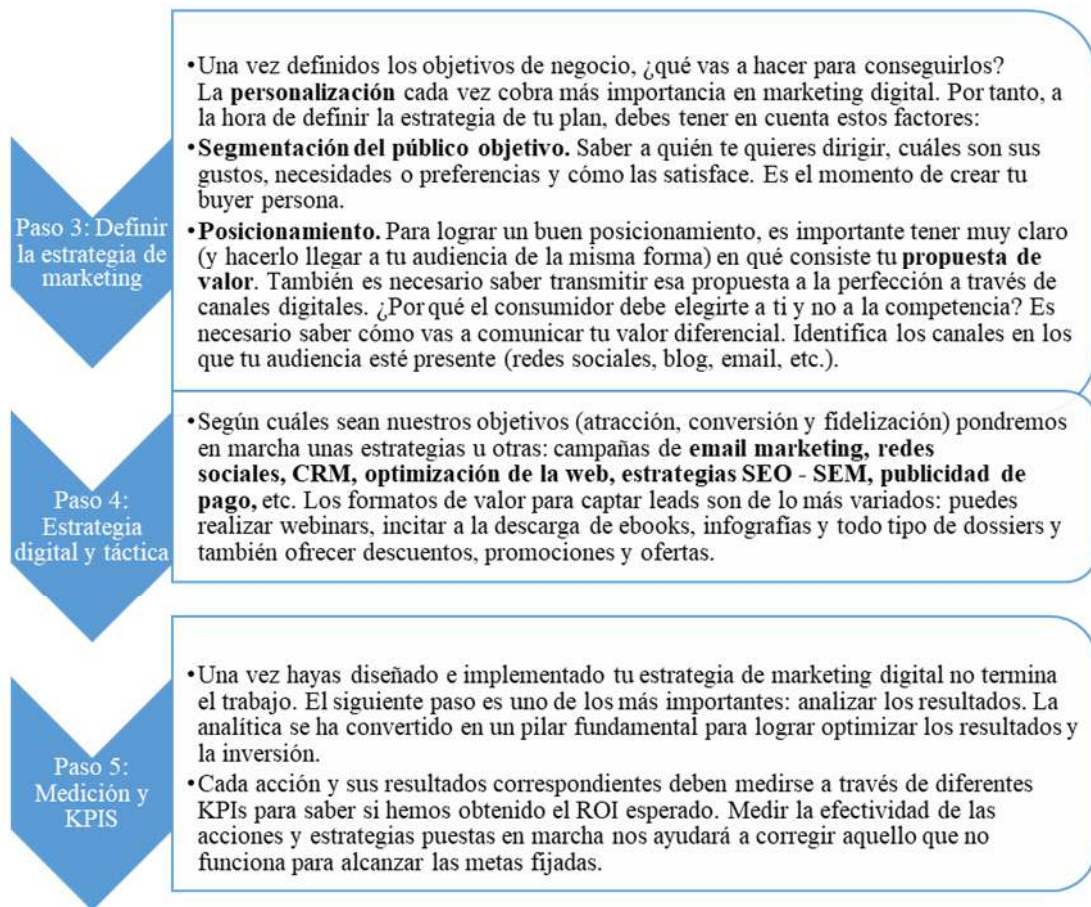 •Una vez definidos los objetivos de negocio, ¿qué vas a hacer para conseguirlos?
La personalización cada vez cobra más importancia en marketing digital. Por tanto, a
la hora de definir la estrategia de tu plan, debes tener en cuenta estos factores:
•Segmentación del público objetivo. Saber a quién te quieres dirigir, cuáles son sus
gustos, necesidades o preferencias y cómo las satisface. Es el momento de crear tu
buyer persona.
•Posicionamiento. Para lograr un buen posicionamiento, es importante tener muy claro
(y hacerlo llegar a tu audiencia de la misma forma) en qué consiste tu propuesta de
valor. También es necesario saber transmitir esa propuesta a la perfección a través de
canales digitales. ¿Por qué el consumidor debe elegirte a ti y no a la competencia? Es
necesario saber cómo vas a comunicar tu valor diferencial. Identifica los canales en los
que tu audiencia esté presente (redes sociales, blog, email, etc.).
Paso 3: Definir
la estrategia de
marketing
•Según cuáles sean nuestros objetivos (atracción, conversión y fidelización) pondremos
en marcha unas estrategias u otras: campañas de email marketing, redes
sociales, CRM, optimización de la web, estrategias SEO - SEM, publicidad de
pago, etc. Los formatos de valor para captar leads son de lo más variados: puedes
realizar webinars, incitar a la descarga de ebooks, infografías y todo tipo de dossiers y
también ofrecer descuentos, promociones y ofertas.
Paso 4:
Estrategia
digital y táctica
•Una vez hayas diseñado e implementado tu estrategia de marketing digital no termina
el trabajo. El siguiente paso es uno de los más importantes: analizar los resultados. La
analítica se ha convertido en un pilar fundamental para lograr optimizar los resultados y
la inversión.
•Cada acción y sus resultados correspondientes deben medirse a través de diferentes
KPIs para saber si hemos obtenido el ROI esperado. Medir la efectividad de las
acciones y estrategias puestas en marcha nos ayudará a corregir aquello que no
funciona para alcanzar las metas fijadas.
Paso 5:
Medición y
KPIS